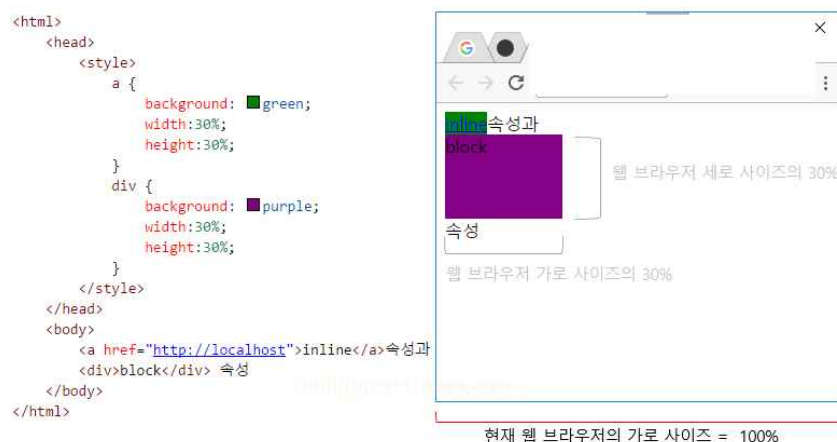 <html>
<head>
<style>
a {
background: green;
width:30%;
height:30%;
}
div {
background: purple;
width:30%;
height:30%;
}
</style>
</head>
<body>
<a href="http://localhost">inline</a>속성과
<div>block</div> 속성
</body>
</html>
inline속성과
block
웹 브라우저 세로 사이즈의 30%
속성
웹 브라우저 가로 사이즈의 30%
현재 웹 브라우저의 가로 사이즈 = 100%